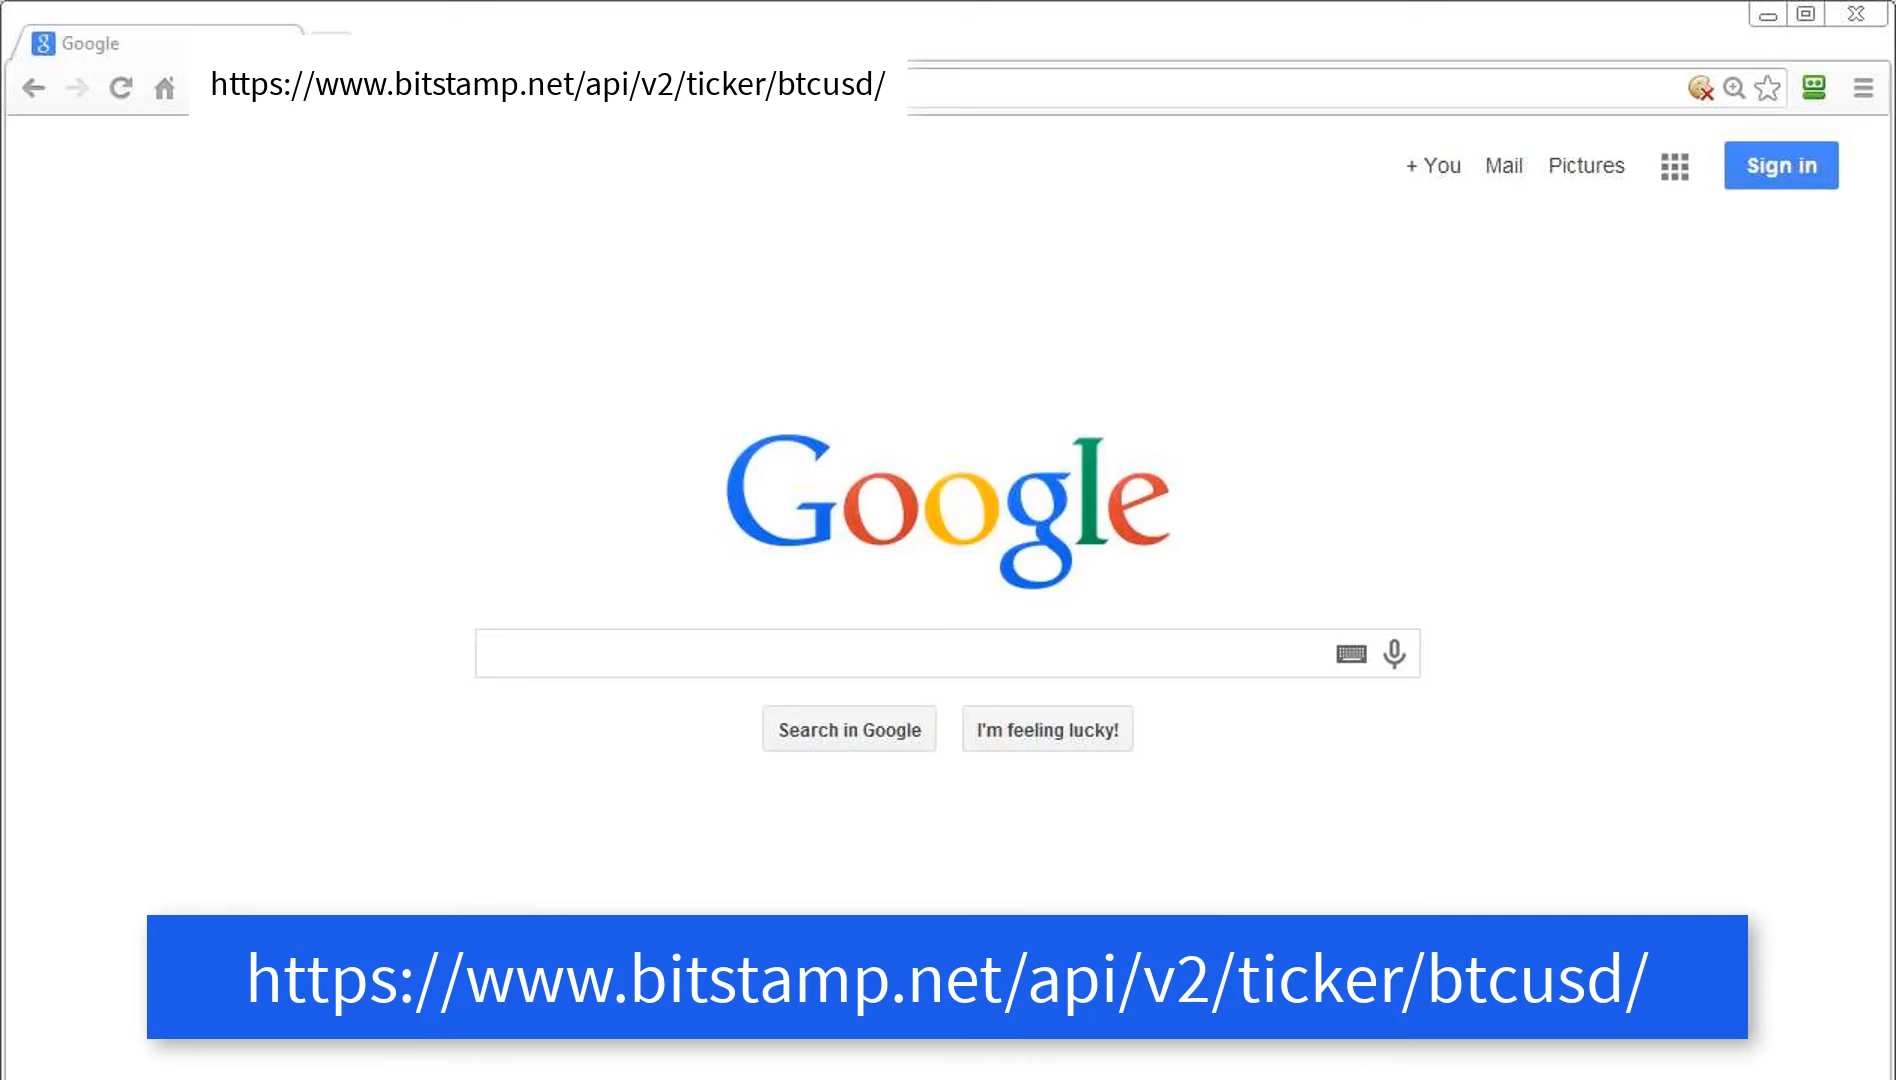 Google
https://www.bitstamp.net/api/v2/ticker/btcusd/
+ You Mail Pictures Sign in
Google
Search in Google I'm feeling lucky!
https://www.bitstamp.net/api/v2/ticker/btcusd/